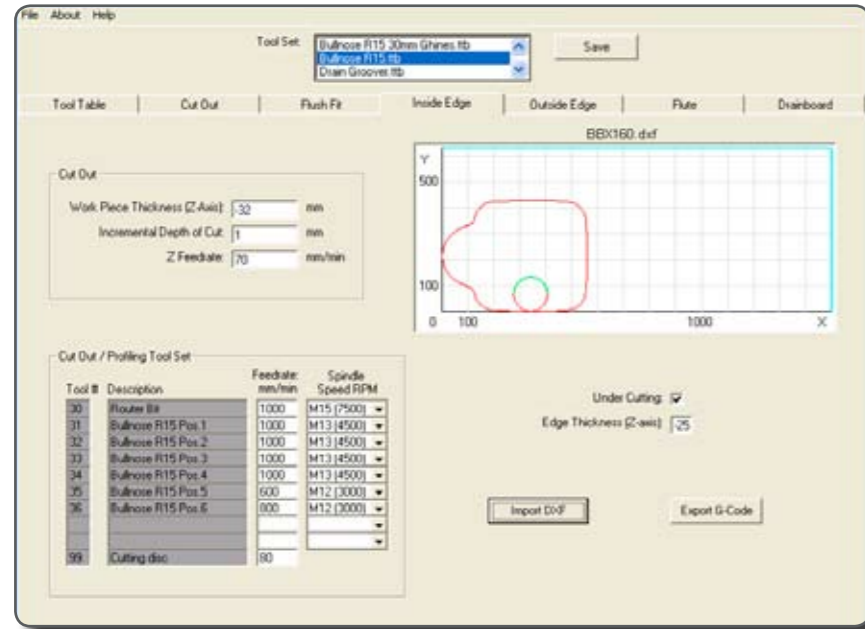 File About Help
Tool Set: Bullnose R15 30mm Ghines.ttb Save
Bullnose R15.ttb
Drain Groover.ttb
Tool Table Cut Out Flush Fit Inside Edge Outside Edge Flute Drainboard
BBX160.dxf
Y
500
100
0 100 1000 X
Cut Out
Work Piece Thickness (Z-Axis): -32 mm
Incremental Depth of Cut: 1 mm
Z Feedrate: 70 mm/min
Cut Out / Profiling Tool Set
Feedrate: Spindle
Tool # Description mm/min Speed RPM
30 Router Bit 1000 M15 (7500)
31 Bullnose R15 Pos.1 1000 M13 (4500)
32 Bullnose R15 Pos.2 1000 M13 (4500)
33 Bullnose R15 Pos.3 1000 M13 (4500)
34 Bullnose R15 Pos.4 1000 M13 (4500)
35 Bullnose R15 Pos.5 600 M12 (3000)
36 Bullnose R15 Pos.6 800 M12 (3000)
99 Cutting disc 80
Under Cutting:
Edge Thickness (Z-axis): -25
Import DXF Export G-Code